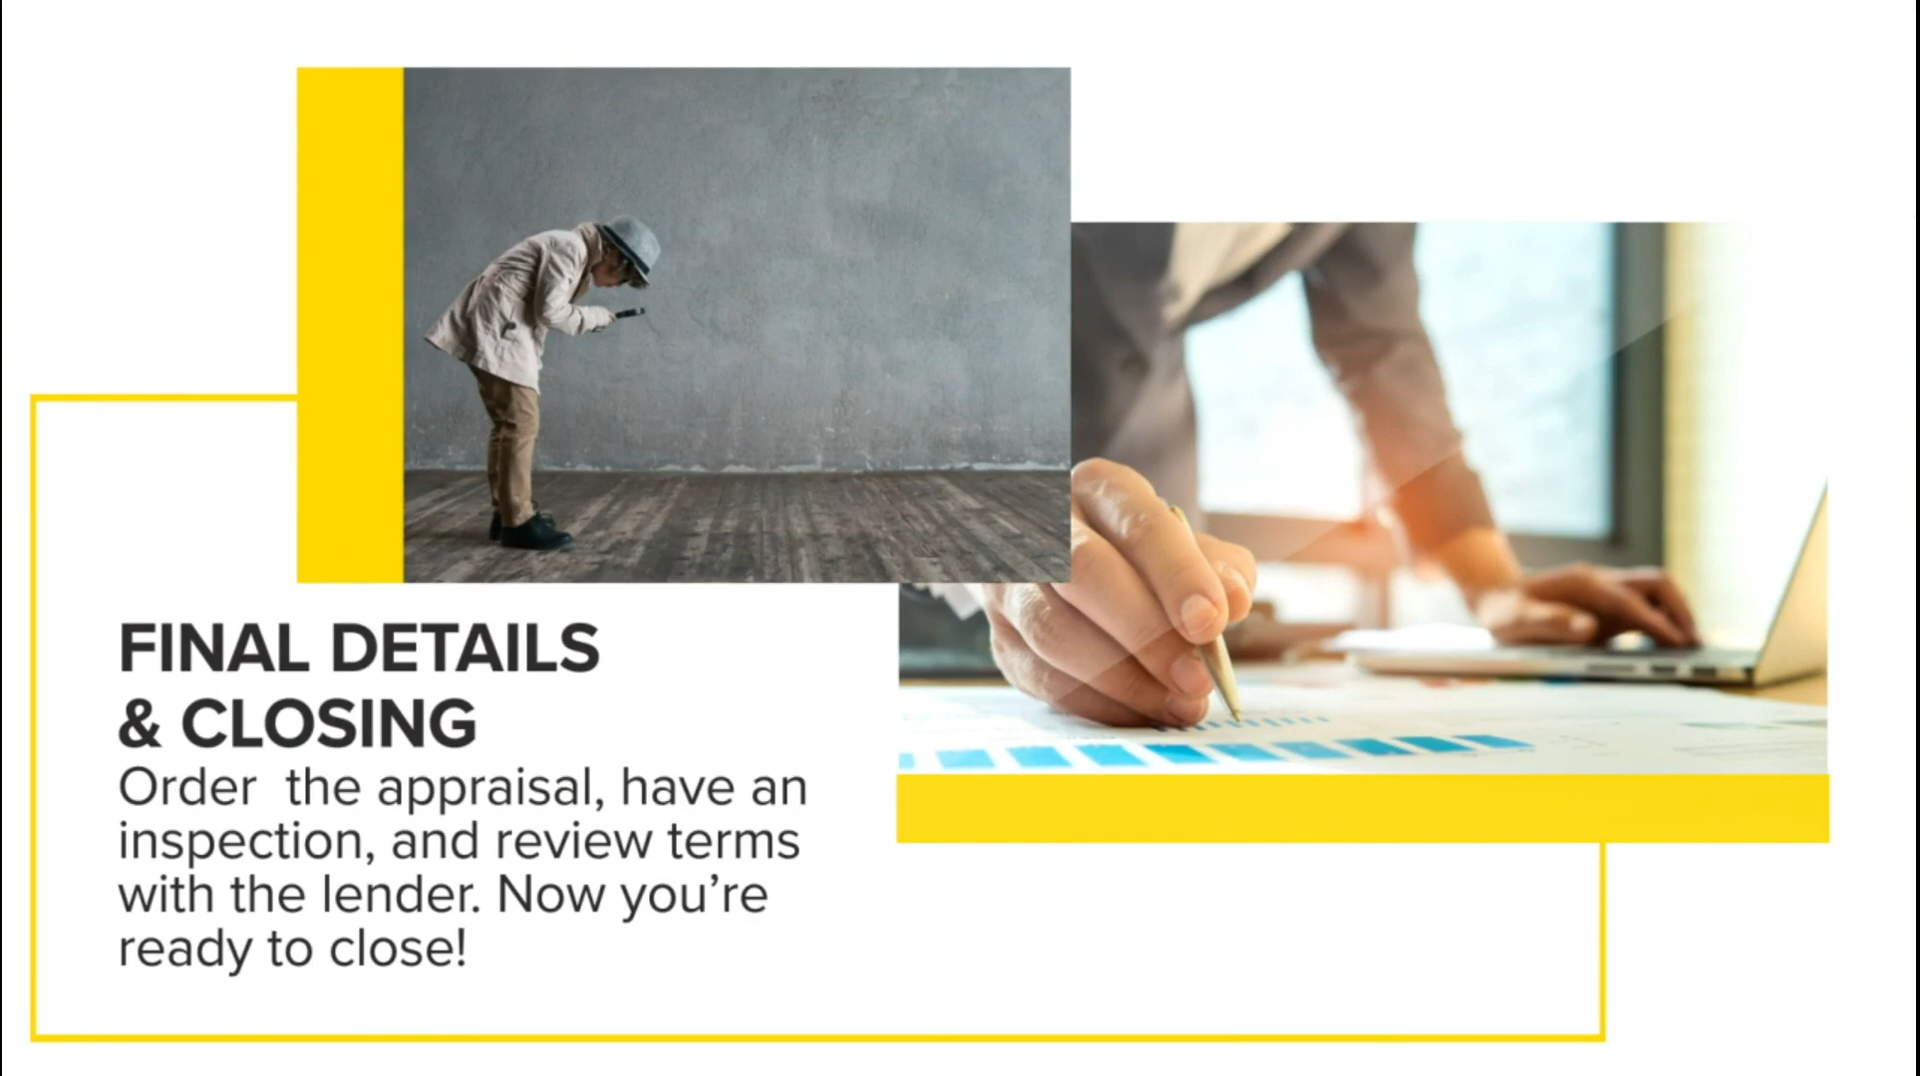 FINAL DETAILS
& CLOSING
Order  the appraisal, have an
inspection, and review terms
with the lender. Now you’re
ready to close!